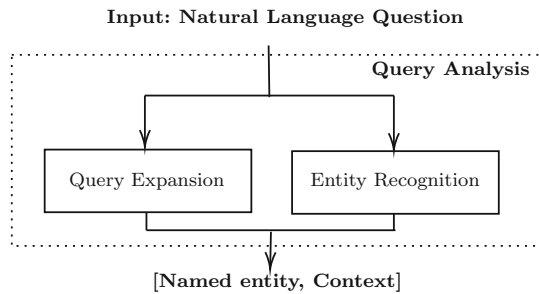 Input: Natural Language Question
Query Analysis
Query Expansion
Entity Recognition
[Named entity, Context]